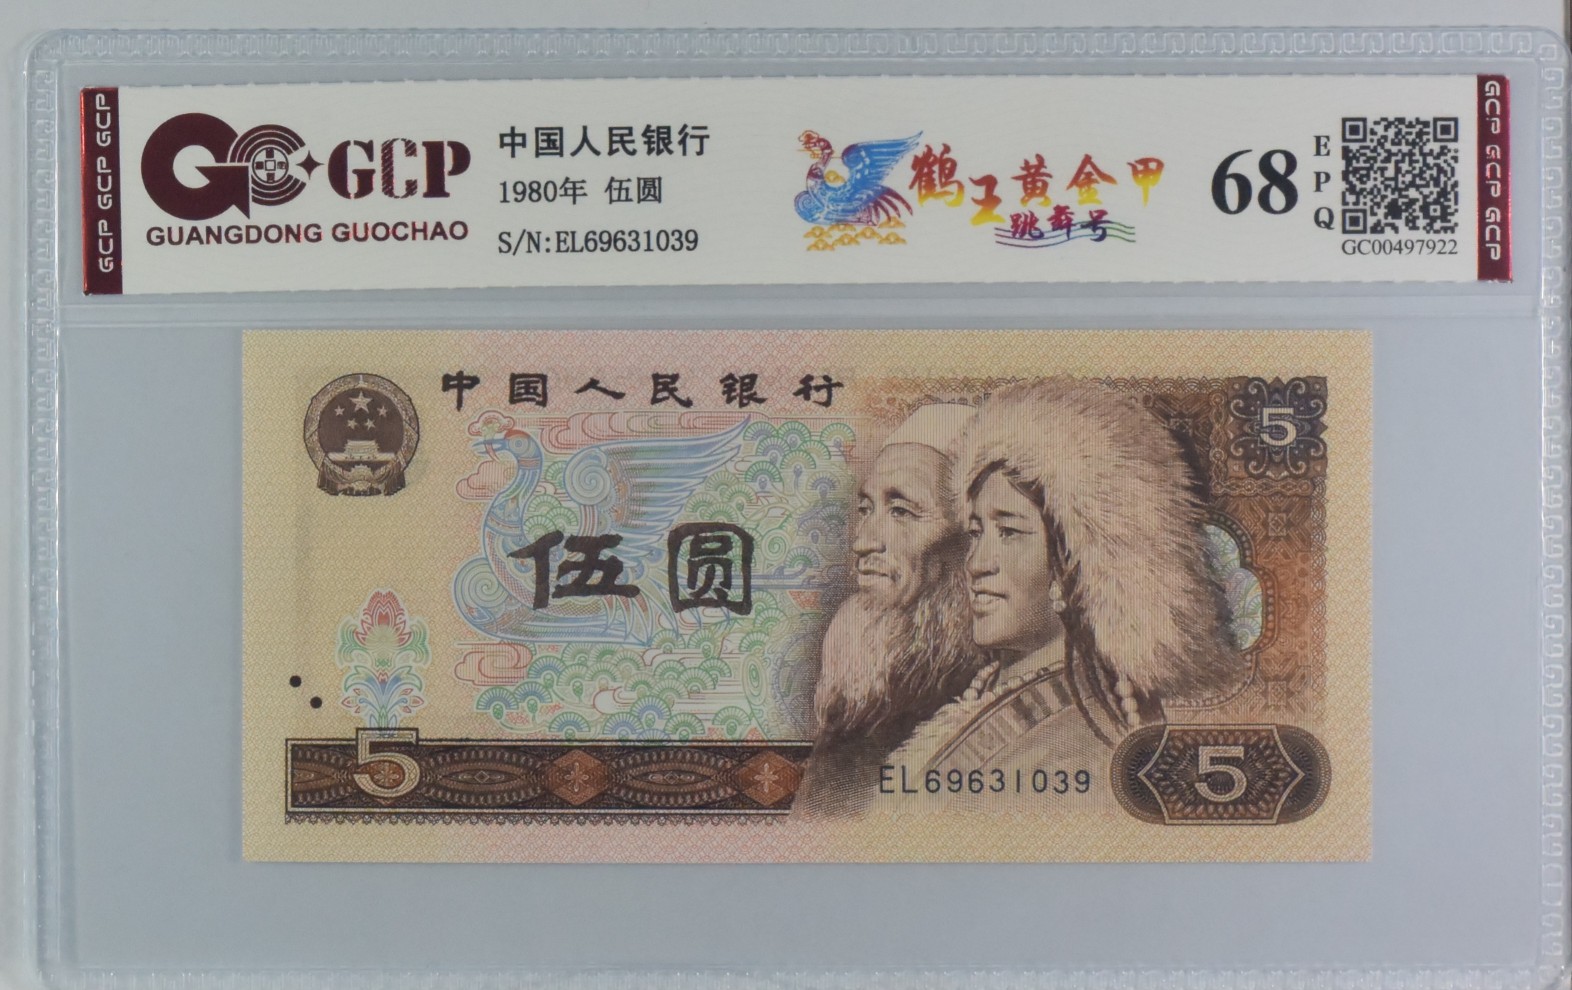 GCP GCP GCP
GCP
GUANGDONG GUOCHAO
中国人民银行
1980年 伍圆
S/N:EL69631039
鹤王黄金甲
跳舞号
68
EPQ
GC00497922
GCP GCP GCP
中国人民银行
5
伍圆
5
EL69631039
5